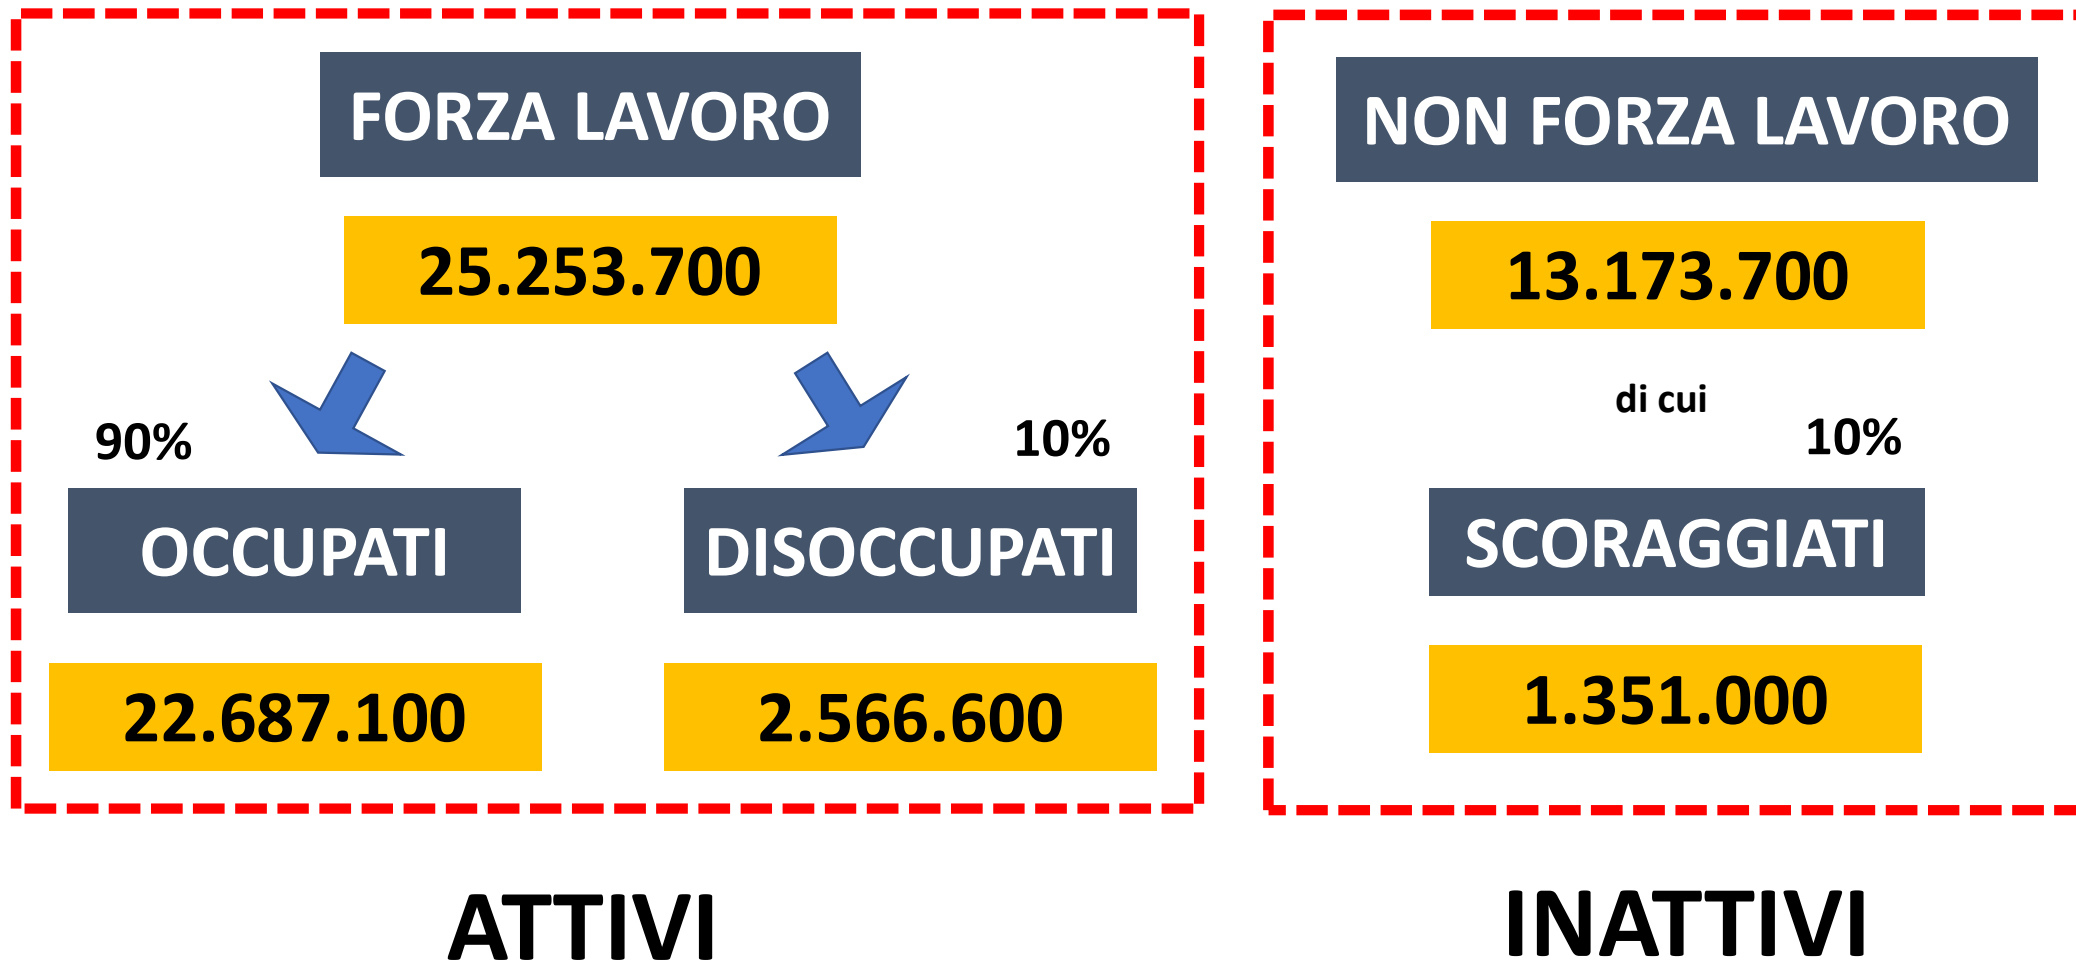 FORZA LAVORO
25.253.700
90%
10%
OCCUPATI
DISOCCUPATI
22.687.100
2.566.600
ATTIVI
NON FORZA LAVORO
13.173.700
di cui
10%
SCORAGGIATI
1.351.000
INATTIVI